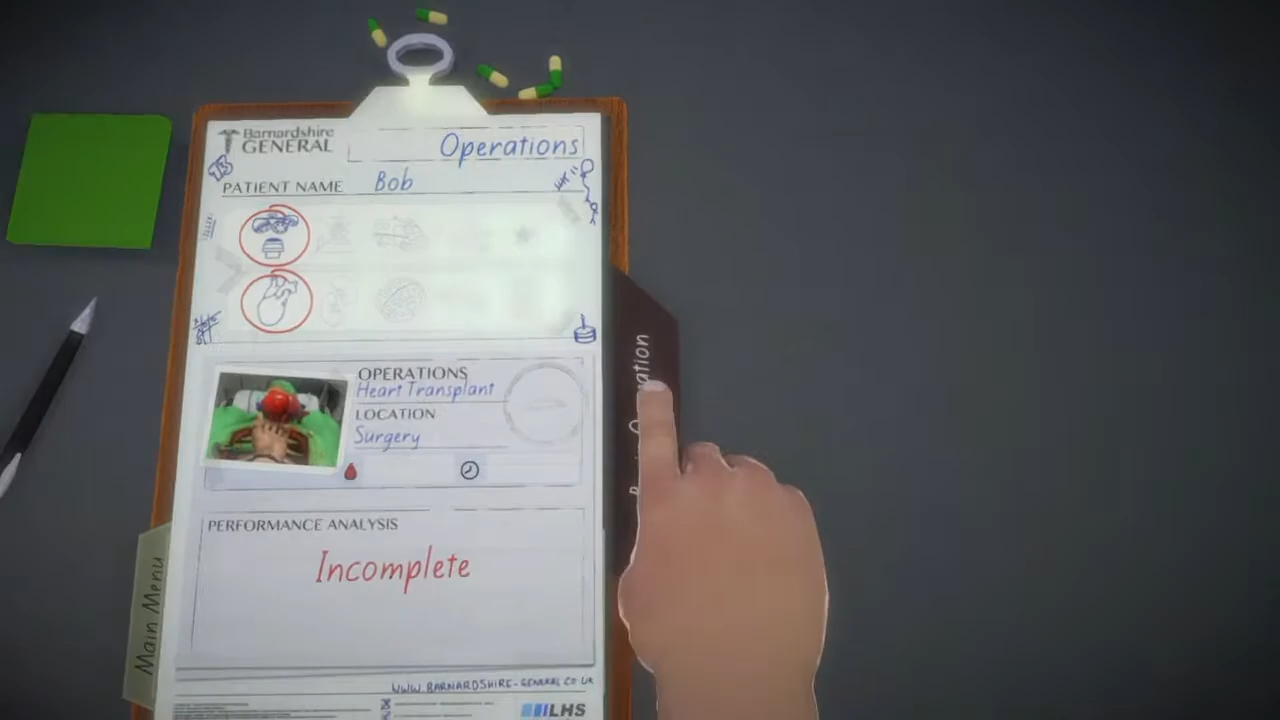 Barnardshire
GENERAL
Operations
PATIENT NAME Bob
OPERATIONS
Heart Transplant
LOCATION
Surgery
PERFORMANCE ANALYSIS
Incomplete
Main Menu
WWW.BARNARDSHIRE-GENERAL.CO.UK
LHS